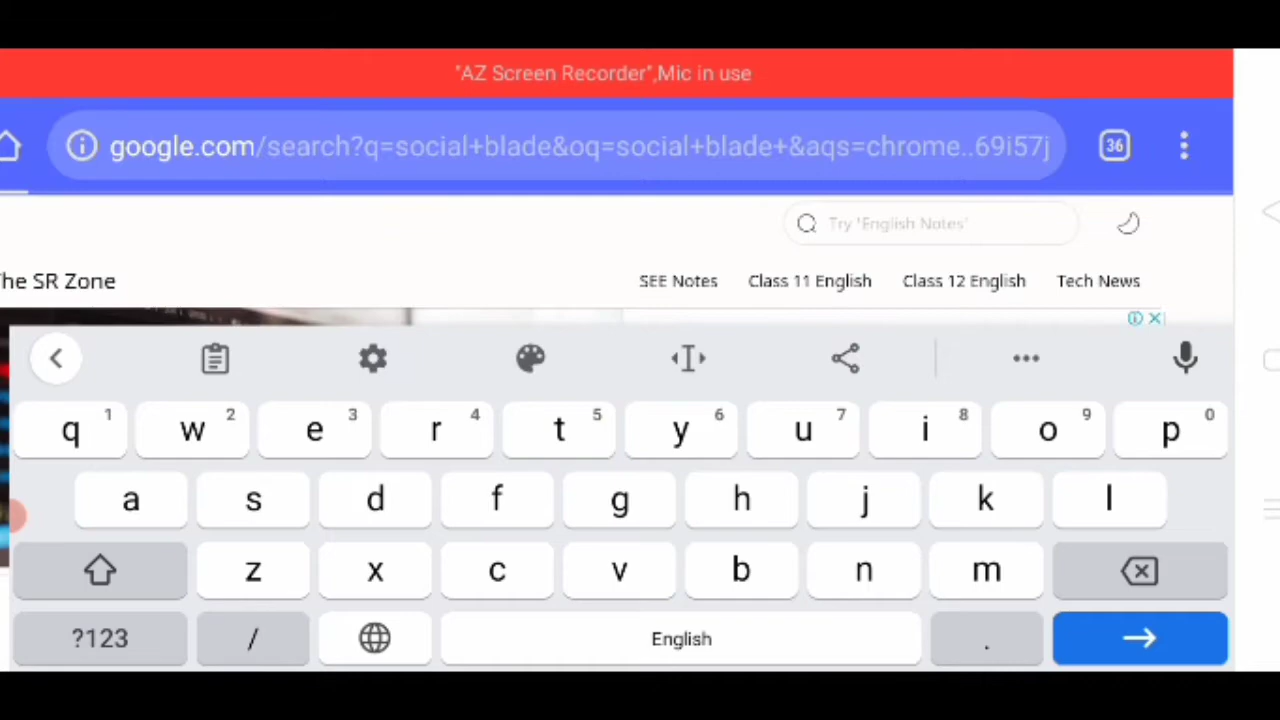 "AZ Screen Recorder",Mic in use
google.com/search?q=social+blade&oq=social+blade+&aqs=chrome..69i57j
36
Try 'English Notes'
The SR Zone
SEE Notes Class 11 English Class 12 English Tech News
q 1 w 2 e 3 r 4 t 5 y 6 u 7 i 8 o 9 p 0
a s d f g h j k l
z x c v b n m
?123 / English .